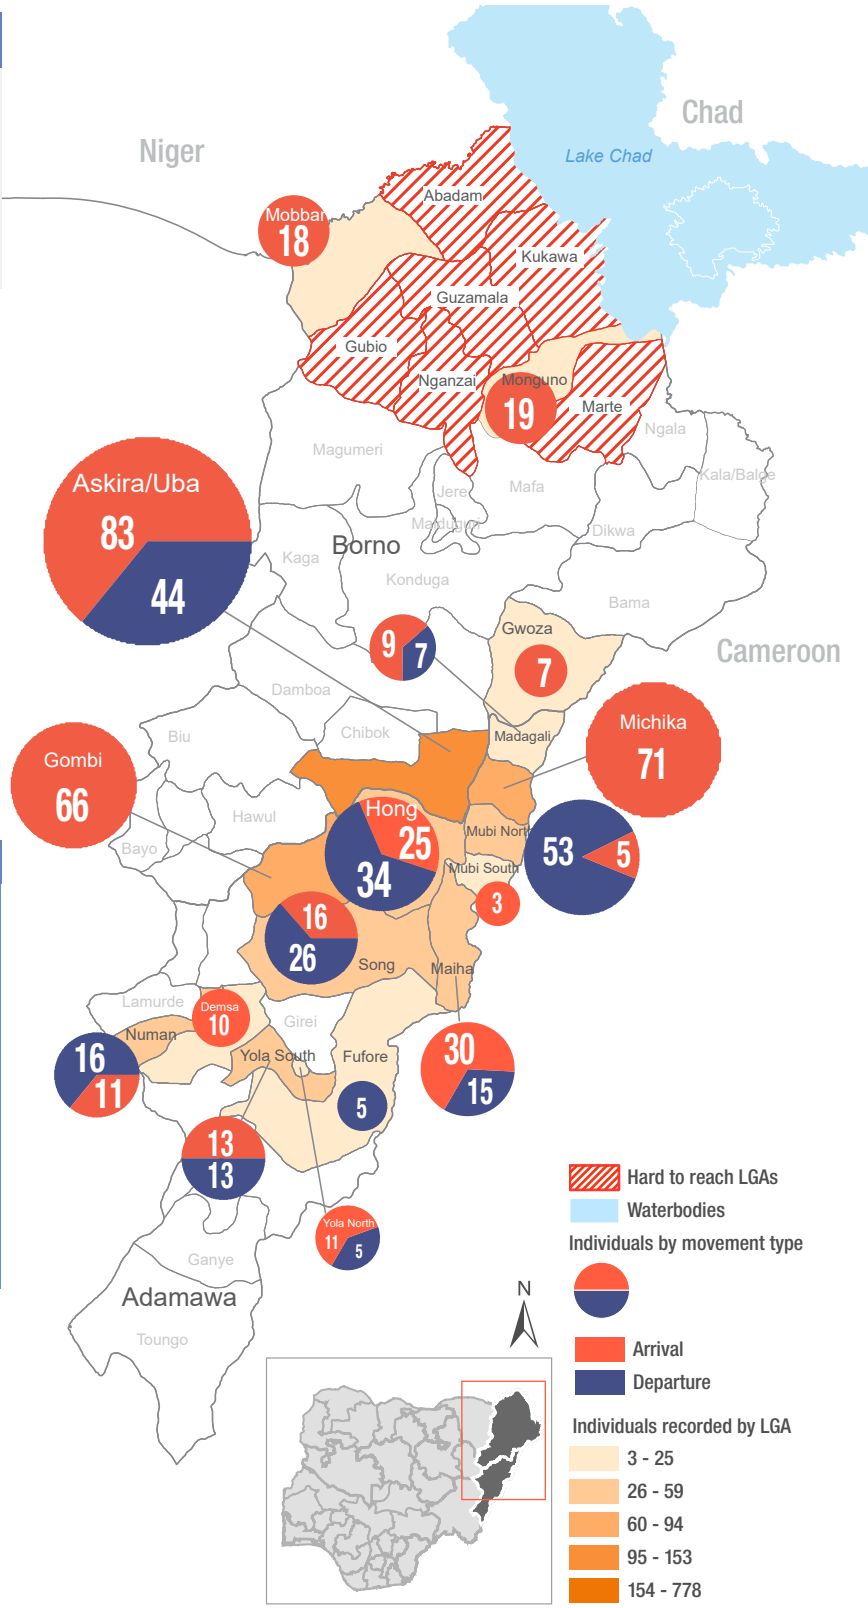 Chad
Niger
Lake Chad
Abadam
Mobbar
18
Kukawa
Guzamala
Gubio
Nganzai
Monguno
19
Marte
Ngala
Magumeri
Kala/Balge
Askira/Uba
83
44
Jere
Mafa
Maiduguri
Dikwa
Borno
Kaga
Konduga
Bama
Gwoza
7
9
7
Cameroon
Damboa
Michika
71
Chibok
Madagali
Biu
Gombi
66
Hawul
Hong
25
34
Mubi North
53
5
Bayo
Mubi South
3
16
26
Song
Maiha
Lamurde
Demsa
10
Girei
Numan
Yola South
Fufore
16
11
30
15
5
13
13
Yola North
11
5
Ganye
Adamawa
Toungo
N
Hard to reach LGAs
Waterbodies
Individuals by movement type
Arrival
Departure
Individuals recorded by LGA
3 - 25
26 - 59
60 - 94
95 - 153
154 - 778